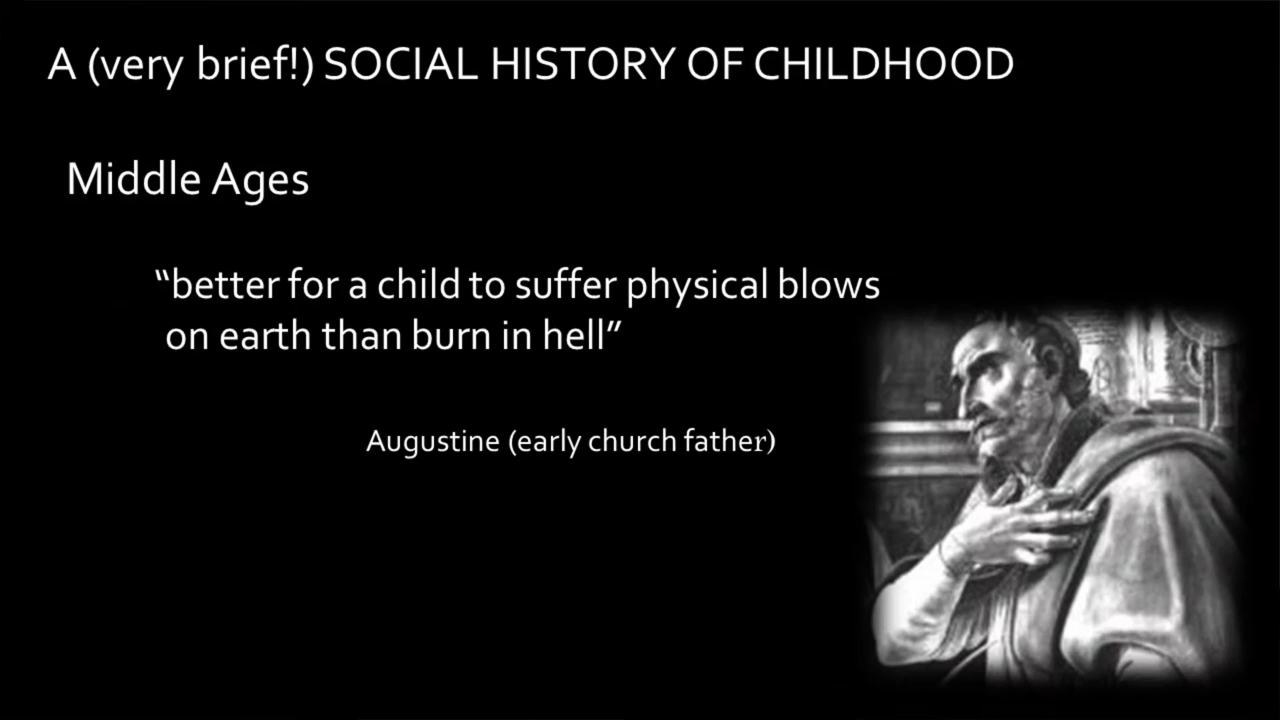 A (very brief!) SOCIAL HISTORY OF CHILDHOOD
Middle Ages
“better for a child to suffer physical blows
on earth than burn in hell”
Augustine (early church father)